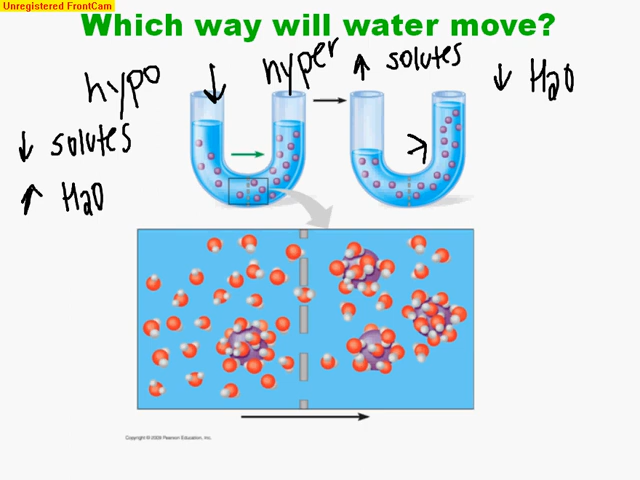 Unregistered FrontCam
Which way will water move?
hypo ↓ hyper ↑ solutes ↓ H2O
↓ solutes
↑ H2O
Copyright © 2009 Pearson Education, Inc.